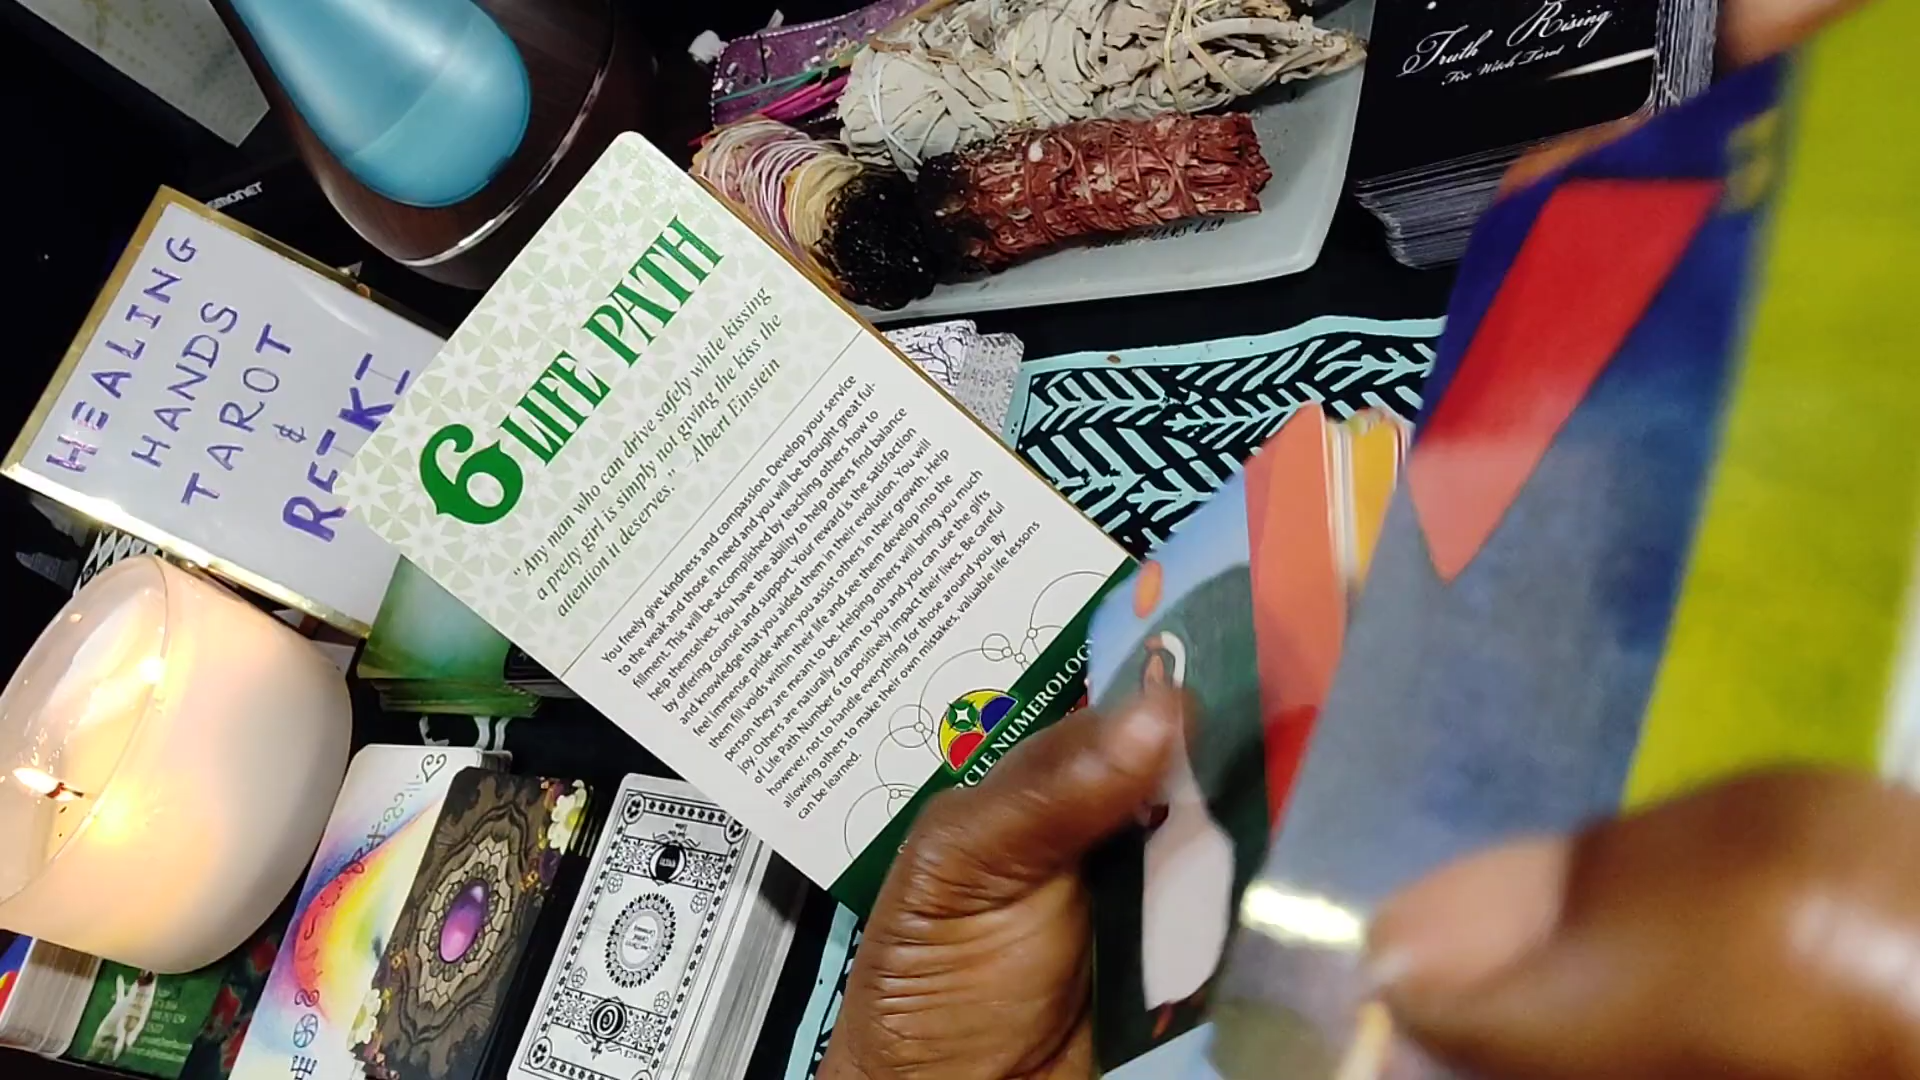 Truth Rising
Fire Witch Tarot
HEALING
HANDS
TAROT
&
REIKI
6 LIFE PATH
"Any man who can drive safely while kissing
a pretty girl is simply not giving the kiss the
attention it deserves." – Albert Einstein
You freely give kindness and compassion. Develop your service
to the weak and those in need and you will be brought great ful-
fillment. This will be accomplished by teaching others how to
help themselves. You have the ability to help others find balance
by offering counsel and support. Your reward is the satisfaction
and knowledge that you aided them in their evolution. You will
feel immense pride when you assist others in their growth. Help
them fill voids within their life and see them develop into the
person they are meant to be. Helping others will bring you much
joy. Others are naturally drawn to you and you can use the gifts
of Life Path Number 6 to positively impact their lives. Be careful
however, not to handle everything for those around you. By
allowing others to make their own mistakes, valuable life lessons
can be learned.
RCLE NUMEROLOGY